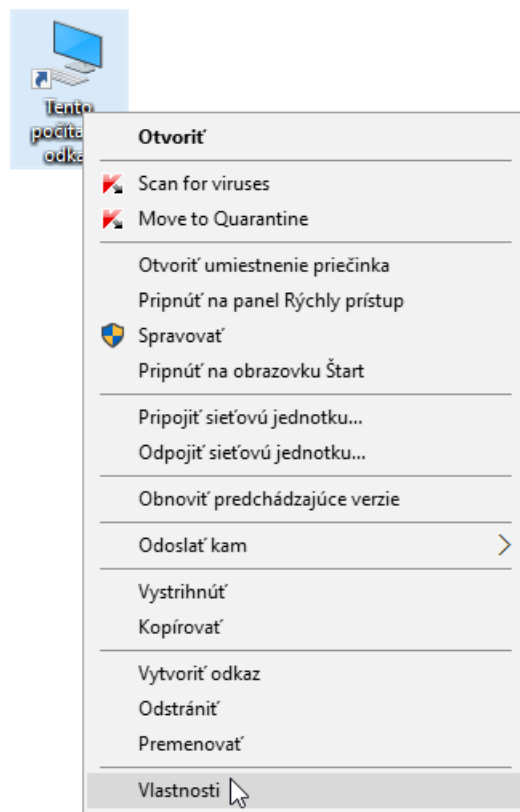 Tento
odka
Otvoriť
Scan for viruses
Move to Quarantine
Otvoriť umiestnenie priečinka
Pripnúť na panel Rýchly prístup
Spravovať
Pripnúť na obrazovku Štart
Pripojiť sieťovú jednotku...
Odpojiť sieťovú jednotku...
Obnoviť predchádzajúce verzie
Odoslať kam
Vystrihnúť
Kopírovať
Vytvoriť odkaz
Odstrániť
Premenovať
Vlastnosti